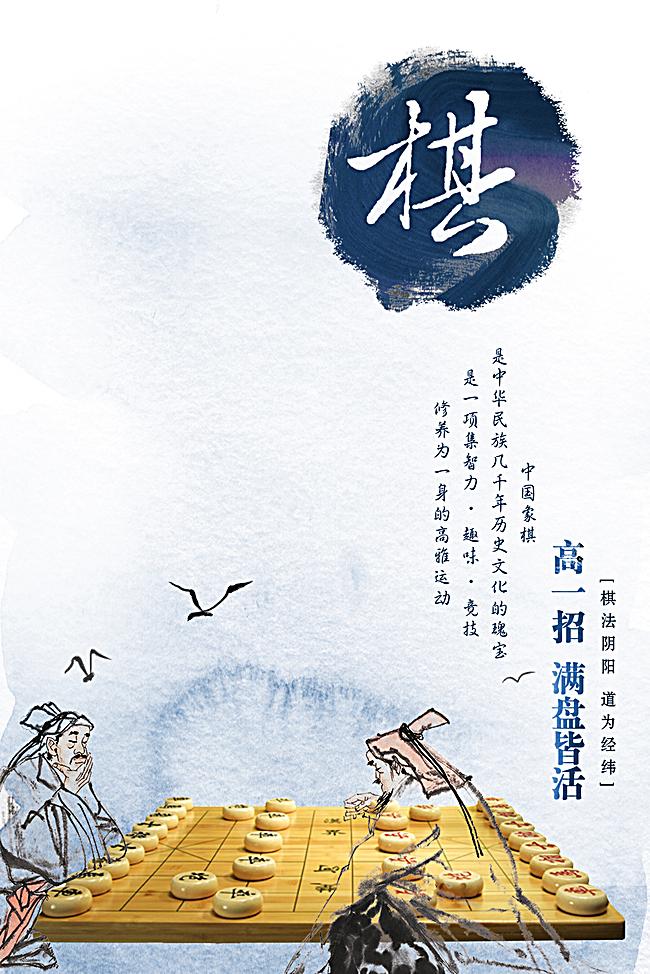 棋
[棋法阴阳 道为经纬]
高一招 满盘皆活
中国象棋
是中华民族几千年历史文化的瑰宝
是一项集智力·趣味·竞技
修养为一身的高雅运动